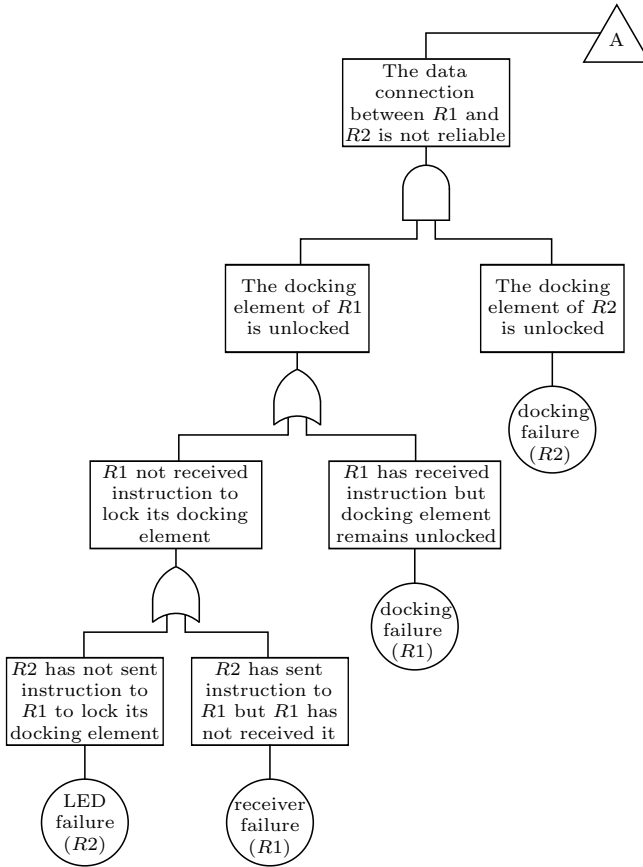 A
The data
connection
between R1 and
R2 is not reliable
The docking
element of R1
is unlocked
The docking
element of R2
is unlocked
docking
failure
(R2)
R1 not received
instruction to
lock its docking
element
R1 has received
instruction but
docking element
remains unlocked
docking
failure
(R1)
R2 has not sent
instruction to
R1 to lock its
docking element
R2 has sent
instruction to
R1 but R1 has
not received it
LED
failure
(R2)
receiver
failure
(R1)